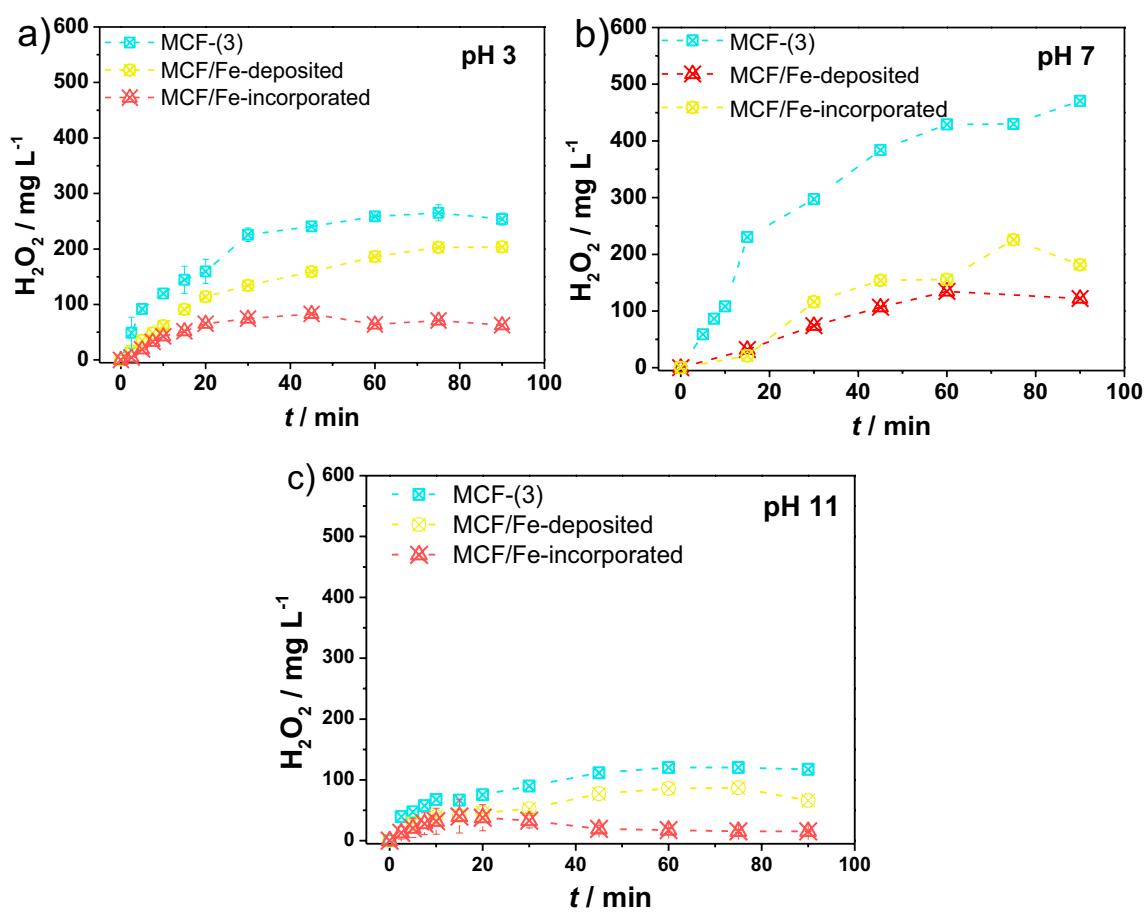 a)
600
500
400
300
200
100
0
H2O2 / mg L-1
MCF-(3)
MCF/Fe-deposited
MCF/Fe-incorporated
pH 3
0 20 40 60 80 100
t / min
b)
600
500
400
300
200
100
0
H2O2 / mg L-1
MCF-(3)
MCF/Fe-deposited
MCF/Fe-incorporated
pH 7
0 20 40 60 80 100
t / min
c)
600
500
400
300
200
100
0
H2O2 / mg L-1
MCF-(3)
MCF/Fe-deposited
MCF/Fe-incorporated
pH 11
0 20 40 60 80 100
t / min